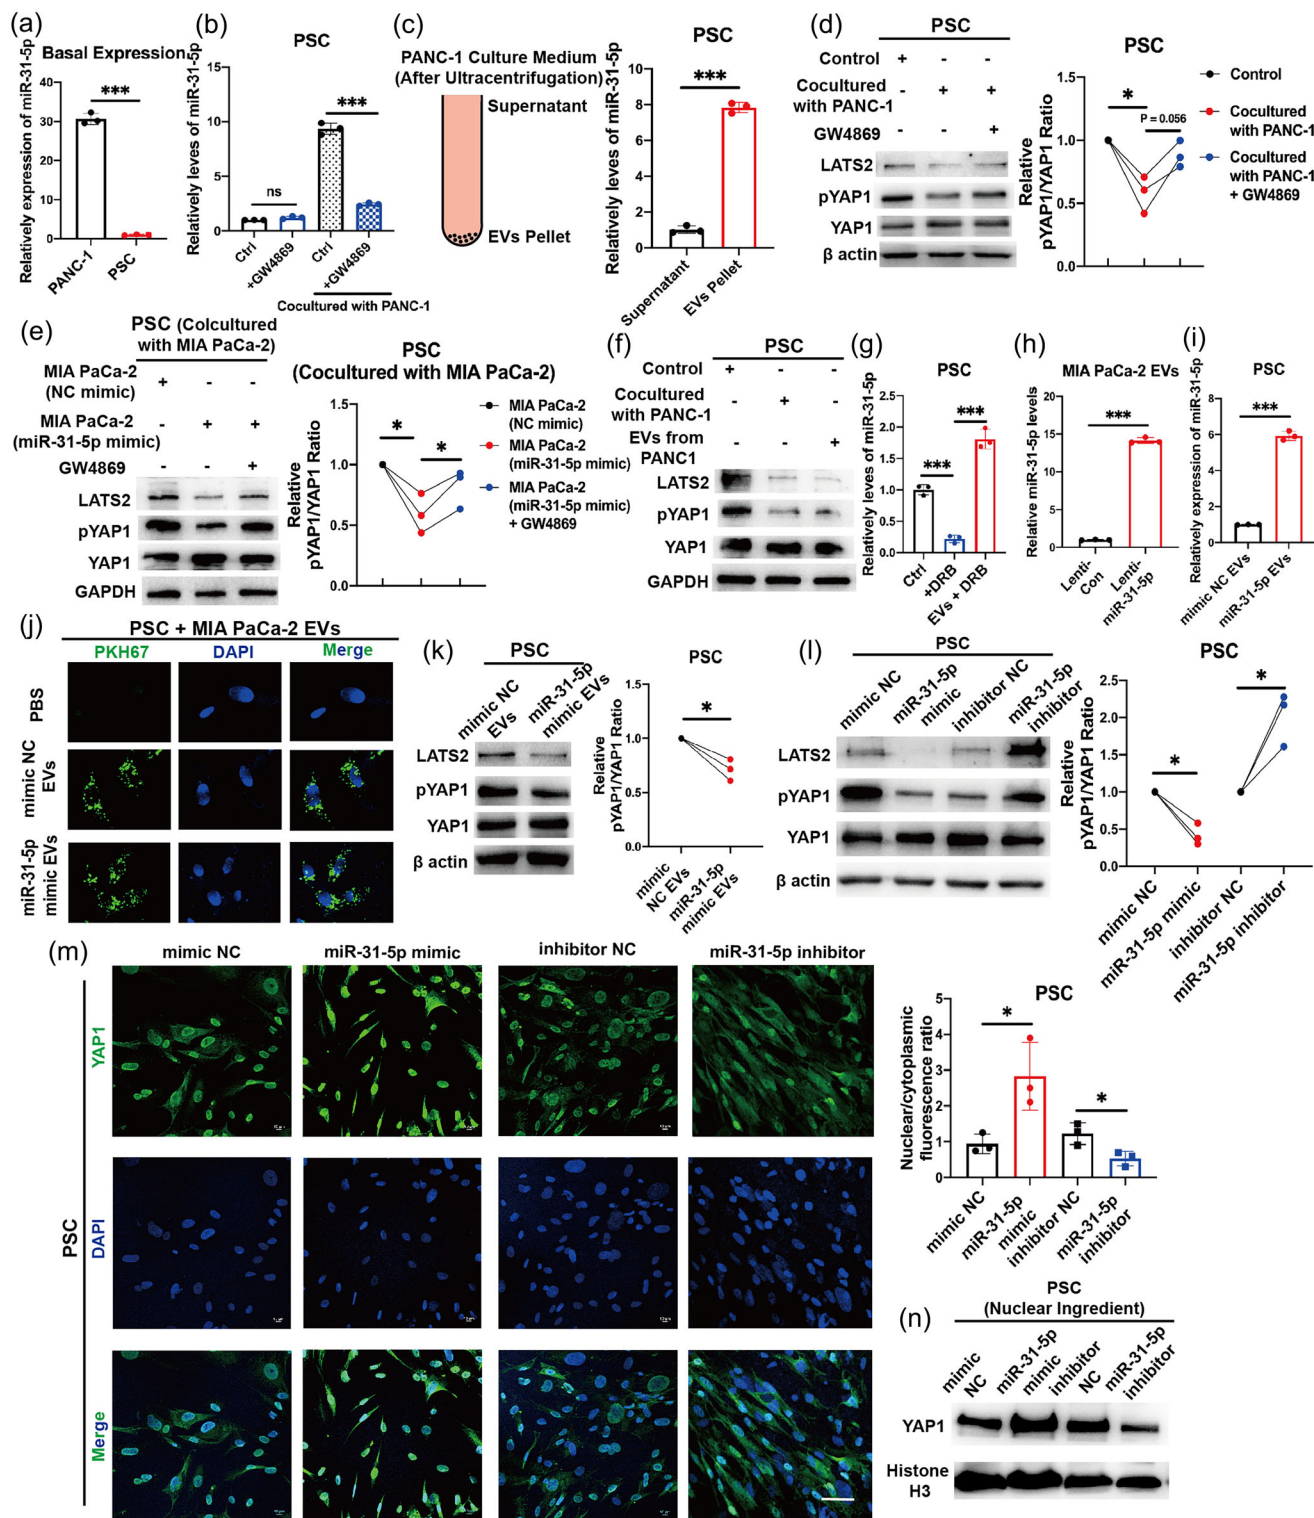 (a)
Basal Expression
Relatively expression of miR-31-5p
40
30
20
10
0
***
PANC-1
PSC
(b)
PSC
Relatively levels of miR-31-5p
15
10
5
0
ns
***
Ctrl
+GW4869
Ctrl
+GW4869
Cocultured with PANC-1
(c)
PANC-1 Culture Medium
(After Ultracentrifugation)
Supernatant
EVs Pellet
PSC
Relatively levels of miR-31-5p
10
8
6
4
2
0
***
Supernatant
EVs Pellet
(d)
PSC
Control + - -
Cocultured
with PANC-1 - + +
GW4869 - - +
LATS2
pYAP1
YAP1
β actin
PSC
Relative
pYAP1/YAP1 Ratio
1.5
1.0
0.5
0.0
*
P = 0.056
Control
Cocultured
with PANC-1
Cocultured
with PANC-1
+ GW4869
(e)
PSC (Colcultured
with MIA PaCa-2)
MIA PaCa-2
(NC mimic) + - -
MIA PaCa-2
(miR-31-5p mimic) - + +
GW4869 - - +
LATS2
pYAP1
YAP1
GAPDH
PSC
(Cocultured with MIA PaCa-2)
Relative
pYAP1/YAP1 Ratio
1.5
1.0
0.5
0.0
*
*
MIA PaCa-2
(NC mimic)
MIA PaCa-2
(miR-31-5p mimic)
MIA PaCa-2
(miR-31-5p mimic)
+ GW4869
(f)
PSC
Control + - -
Cocultured
with PANC-1 - + -
EVs from
PANC1 - - +
LATS2
pYAP1
YAP1
GAPDH
(g)
PSC
Relatively levels of miR-31-5p
2.5
2.0
1.5
1.0
0.5
0.0
***
***
Ctrl
+DRB
EVs + DRB
(h)
MIA PaCa-2 EVs
Relative miR-31-5p levels
20
15
10
5
0
***
Lenti-
Con
Lenti-
miR-31-5p
(i)
PSC
Relatively expression of miR-31-5p
8
6
4
2
0
***
mimic NC EVs
miR-31-5p EVs
(j)
PSC + MIA PaCa-2 EVs
PKH67
DAPI
Merge
PBS
mimic NC
EVs
miR-31-5p
mimic EVs
(k)
PSC
mimic NC
EVs
miR-31-5p
mimic EVs
LATS2
pYAP1
YAP1
β actin
PSC
Relative
pYAP1/YAP1 Ratio
1.5
1.0
0.5
0.0
*
mimic
NC EVs
miR-31-5p
mimic EVs
(l)
PSC
mimic NC
miR-31-5p
mimic
inhibitor NC
miR-31-5p
inhibitor
LATS2
pYAP1
YAP1
β actin
PSC
Relative
pYAP1/YAP1 Ratio
2.5
2.0
1.5
1.0
0.5
0.0
*
*
mimic NC
miR-31-5p mimic
inhibitor NC
miR-31-5p inhibitor
(m)
mimic NC
miR-31-5p mimic
inhibitor NC
miR-31-5p inhibitor
PSC
YAP1
DAPI
Merge
PSC
Nuclear/cytoplasmic
fluorescence ratio
5
4
3
2
1
0
*
*
mimic NC
miR-31-5p
mimic
inhibitor NC
miR-31-5p
inhibitor
(n)
PSC
(Nuclear Ingredient)
mimic
NC
miR-31-5p
mimic
inhibitor
NC
miR-31-5p
inhibitor
YAP1
Histone
H3